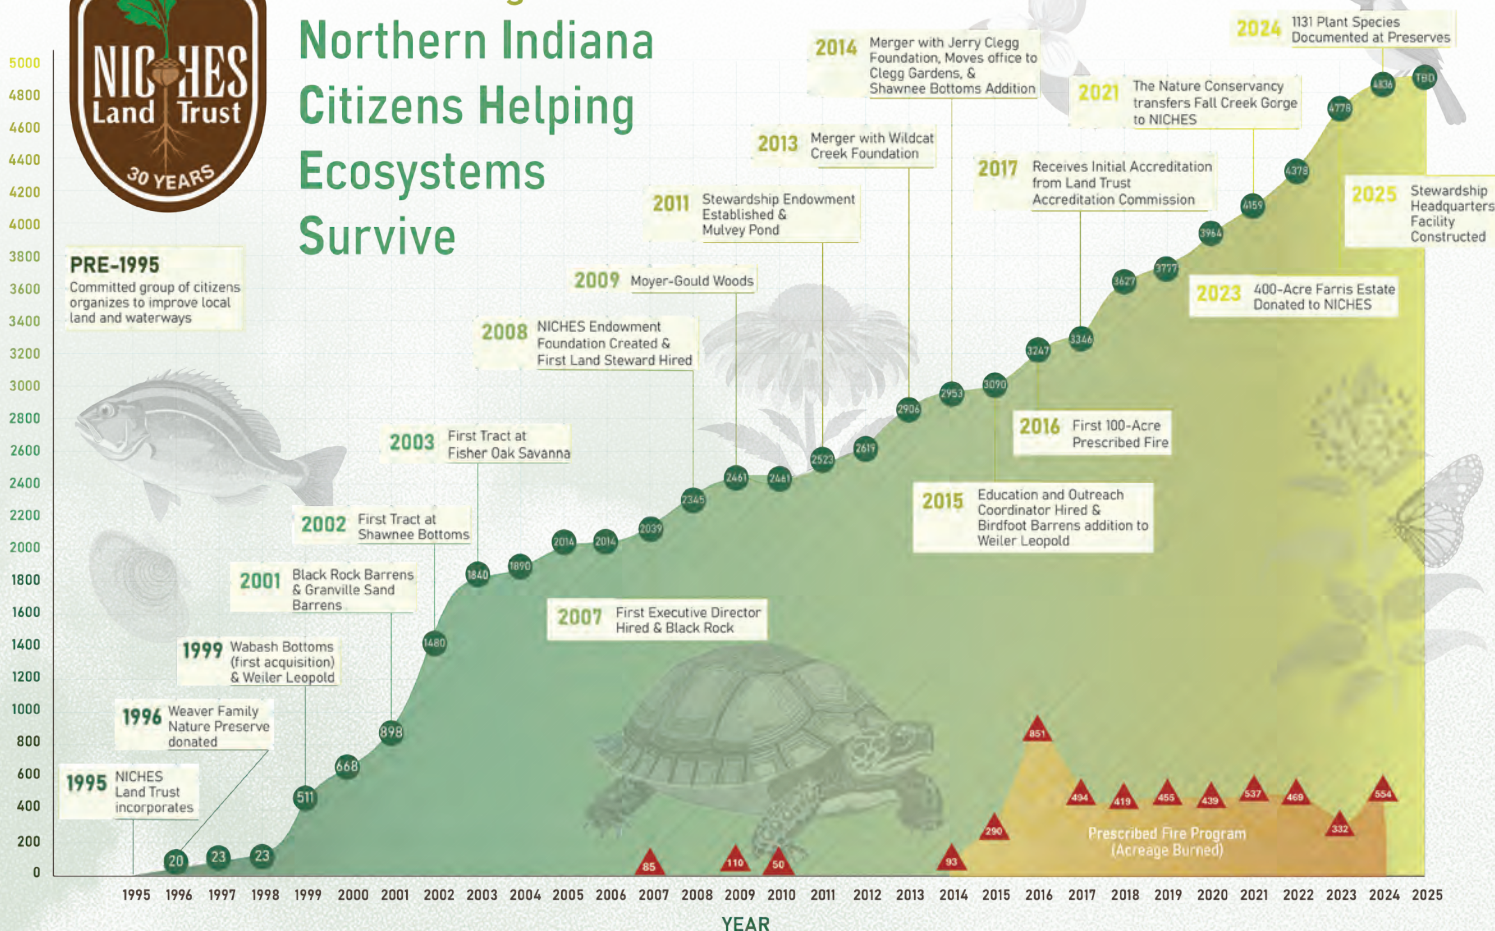 NICHES
Land Trust
30 YEARS
Northern Indiana
Citizens Helping
Ecosystems
Survive
PRE-1995
Committed group of citizens
organizes to improve local
land and waterways
1995
NICHES
Land Trust
incorporates
1996
Weaver Family
Nature Preserve
donated
1999
Wabash Bottoms
(first acquisition)
& Weiler Leopold
2001
Black Rock Barrens
& Granville Sand
Barrens
2002
First Tract at
Shawnee Bottoms
2003
First Tract at
Fisher Oak Savanna
2007
First Executive Director
Hired & Black Rock
2008
NICHES Endowment
Foundation Created &
First Land Steward Hired
2009
Moyer-Gould Woods
2011
Stewardship Endowment
Established &
Mulvey Pond
2013
Merger with Wildcat
Creek Foundation
2014
Merger with Jerry Clegg
Foundation, Moves office to
Clegg Gardens, &
Shawnee Bottoms Addition
2015
Education and Outreach
Coordinator Hired &
Birdfoot Barrens addition to
Weiler Leopold
2016
First 100-Acre
Prescribed Fire
2017
Receives Initial Accreditation
from Land Trust
Accreditation Commission
2021
The Nature Conservancy
transfers Fall Creek Gorge
to NICHES
2023
400-Acre Farris Estate
Donated to NICHES
2024
1131 Plant Species
Documented at Preserves
2025
Stewardship
Headquarters
Facility
Constructed
5000
4800
4600
4400
4200
4000
3800
3600
3400
3200
3000
2800
2600
2400
2200
2000
1800
1600
1400
1200
1000
800
600
400
200
0
20
23
23
511
668
898
1480
1840
1890
2014
2014
2039
2345
2461
2461
2523
2619
2906
2953
3090
3247
3346
3627
3777
3964
4159
4378
4778
4836
TBD
85
110
50
93
290
851
494
419
455
439
537
469
332
554
Prescribed Fire Program
(Acreage Burned)
1995 1996 1997 1998 1999 2000 2001 2002 2003 2004 2005 2006 2007 2008 2009 2010 2011 2012 2013 2014 2015 2016 2017 2018 2019 2020 2021 2022 2023 2024 2025
YEAR